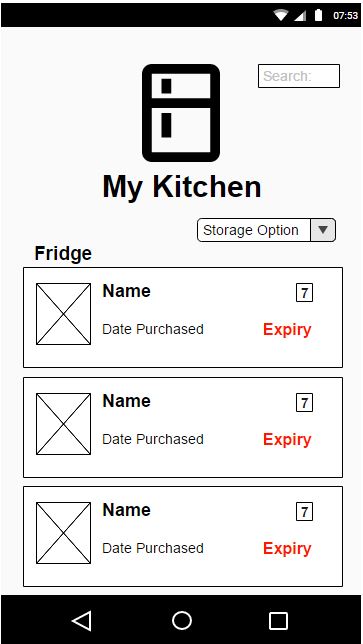 07:53
Search:
My Kitchen
Storage Option
Fridge
Name 7
Date Purchased Expiry
Name 7
Date Purchased Expiry
Name 7
Date Purchased Expiry